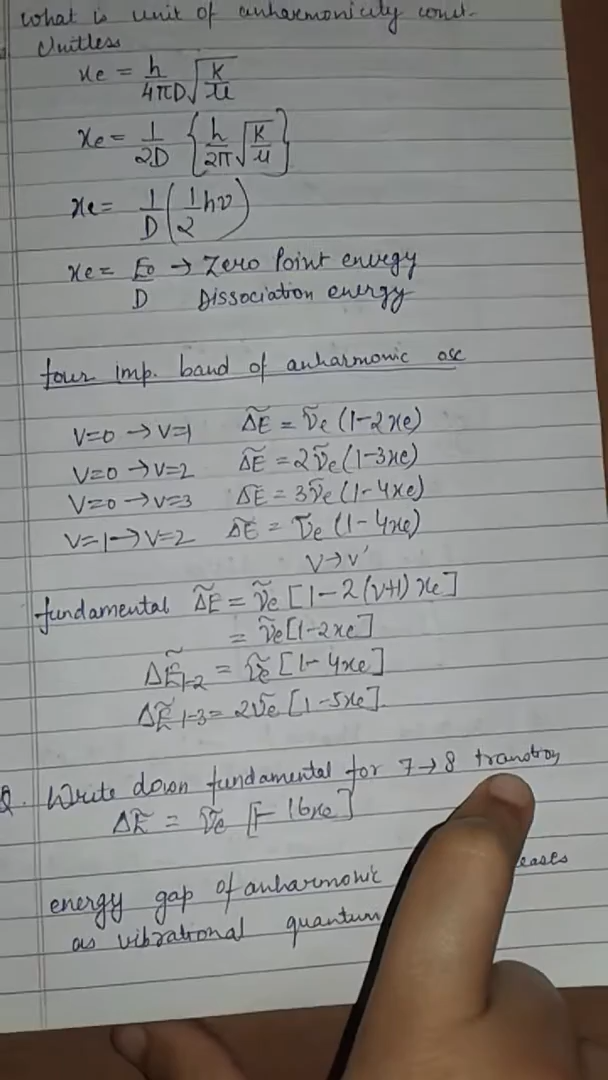 what is unit of anharmonicity const.
Unitless
xe = h / 4πD √K/μ
xe = 1 / 2D { h / 2π √K/μ }
xe = 1 / D ( 1 / 2 hν )
xe = E₀ → Zero Point energy
D Dissociation energy
four imp. band of anharmonic osc
V=0 → V=1 ΔẼ = ν̃e (1-2xe)
V=0 → V=2 ΔẼ = 2ν̃e (1-3xe)
V=0 → V=3 ΔẼ = 3ν̃e (1-4xe)
V=1 → V=2 ΔẼ = ν̃e (1-4xe)
V → V'
fundamental ΔẼ = ν̃e [1-2(V+1)xe]
= ν̃e [1-2xe]
ΔẼ1-2 = ν̃e [1-4xe]
ΔẼ1-3 = 2ν̃e [1-5xe]
Q. Write down fundamental for 7→8
ΔẼ = ν̃e [1-16xe]
energy gap of anharmonic eases
as vibrational quantum